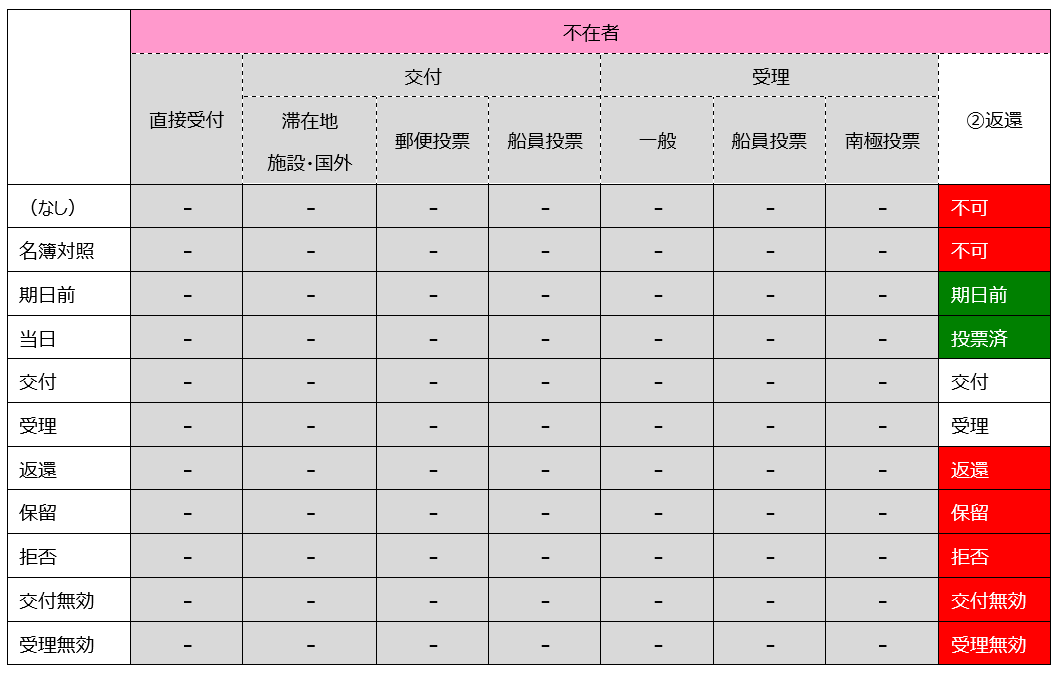 不在者
交付
受理
直接受付
滞在地
施設・国外
郵便投票
船員投票
一般
船員投票
南極投票
②返還
（なし） - - - - - - - 不可
名簿対照 - - - - - - - 不可
期日前 - - - - - - - 期日前
当日 - - - - - - - 投票済
交付 - - - - - - - 交付
受理 - - - - - - - 受理
返還 - - - - - - - 返還
保留 - - - - - - - 保留
拒否 - - - - - - - 拒否
交付無効 - - - - - - - 交付無効
受理無効 - - - - - - - 受理無効